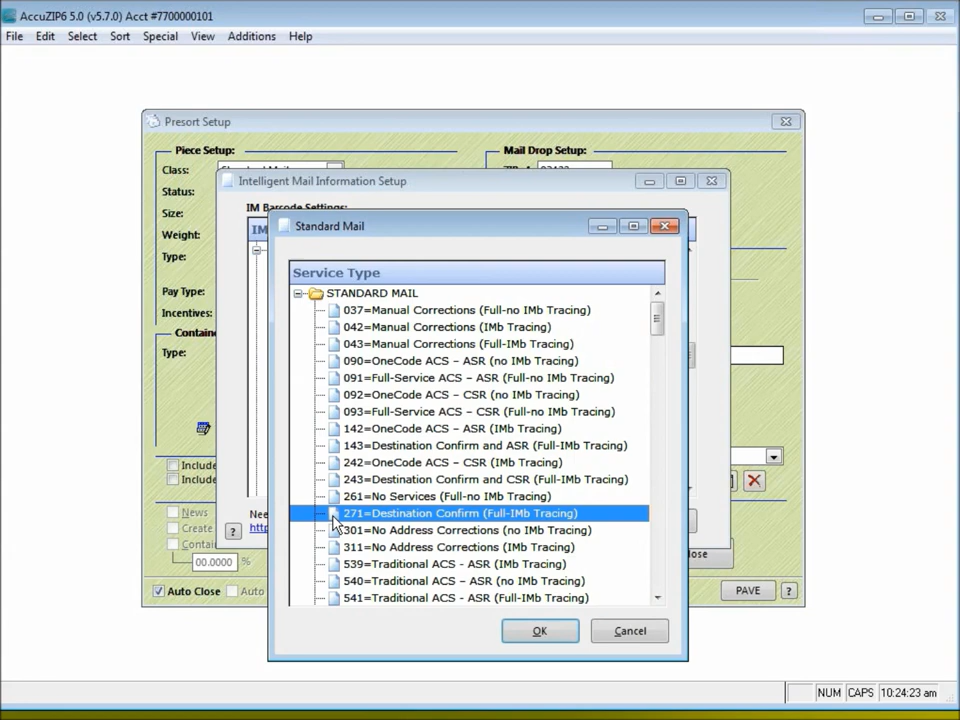 AccuZIP6 5.0 (v5.7.0) Acct #7700000101
File Edit Select Sort Special View Additions Help
Presort Setup
Piece Setup:
Mail Drop Setup:
Class:
Status:
Size:
Weight:
Type:
Pay Type:
Incentives:
Type:
Intelligent Mail Information Setup
IM Barcode Settings:
IM
Standard Mail
Service Type
STANDARD MAIL
037=Manual Corrections (Full-no IMb Tracing)
042=Manual Corrections (IMb Tracing)
043=Manual Corrections (Full-IMb Tracing)
090=OneCode ACS – ASR (no IMb Tracing)
091=Full-Service ACS – ASR (Full-no IMb Tracing)
092=OneCode ACS – CSR (no IMb Tracing)
093=Full-Service ACS – CSR (Full-no IMb Tracing)
142=OneCode ACS – ASR (IMb Tracing)
143=Destination Confirm and ASR (Full-IMb Tracing)
242=OneCode ACS – CSR (IMb Tracing)
243=Destination Confirm and CSR (Full-IMb Tracing)
261=No Services (Full-no IMb Tracing)
271=Destination Confirm (Full-IMb Tracing)
301=No Address Corrections (no IMb Tracing)
311=No Address Corrections (IMb Tracing)
539=Traditional ACS - ASR (IMb Tracing)
540=Traditional ACS – ASR (no IMb Tracing)
541=Traditional ACS - ASR (Full-IMb Tracing)
OK Cancel
Include
Include
News
Create
00.0000 %
Auto Close Auto
PAVE ?
?
NUM CAPS 10:24:23 am